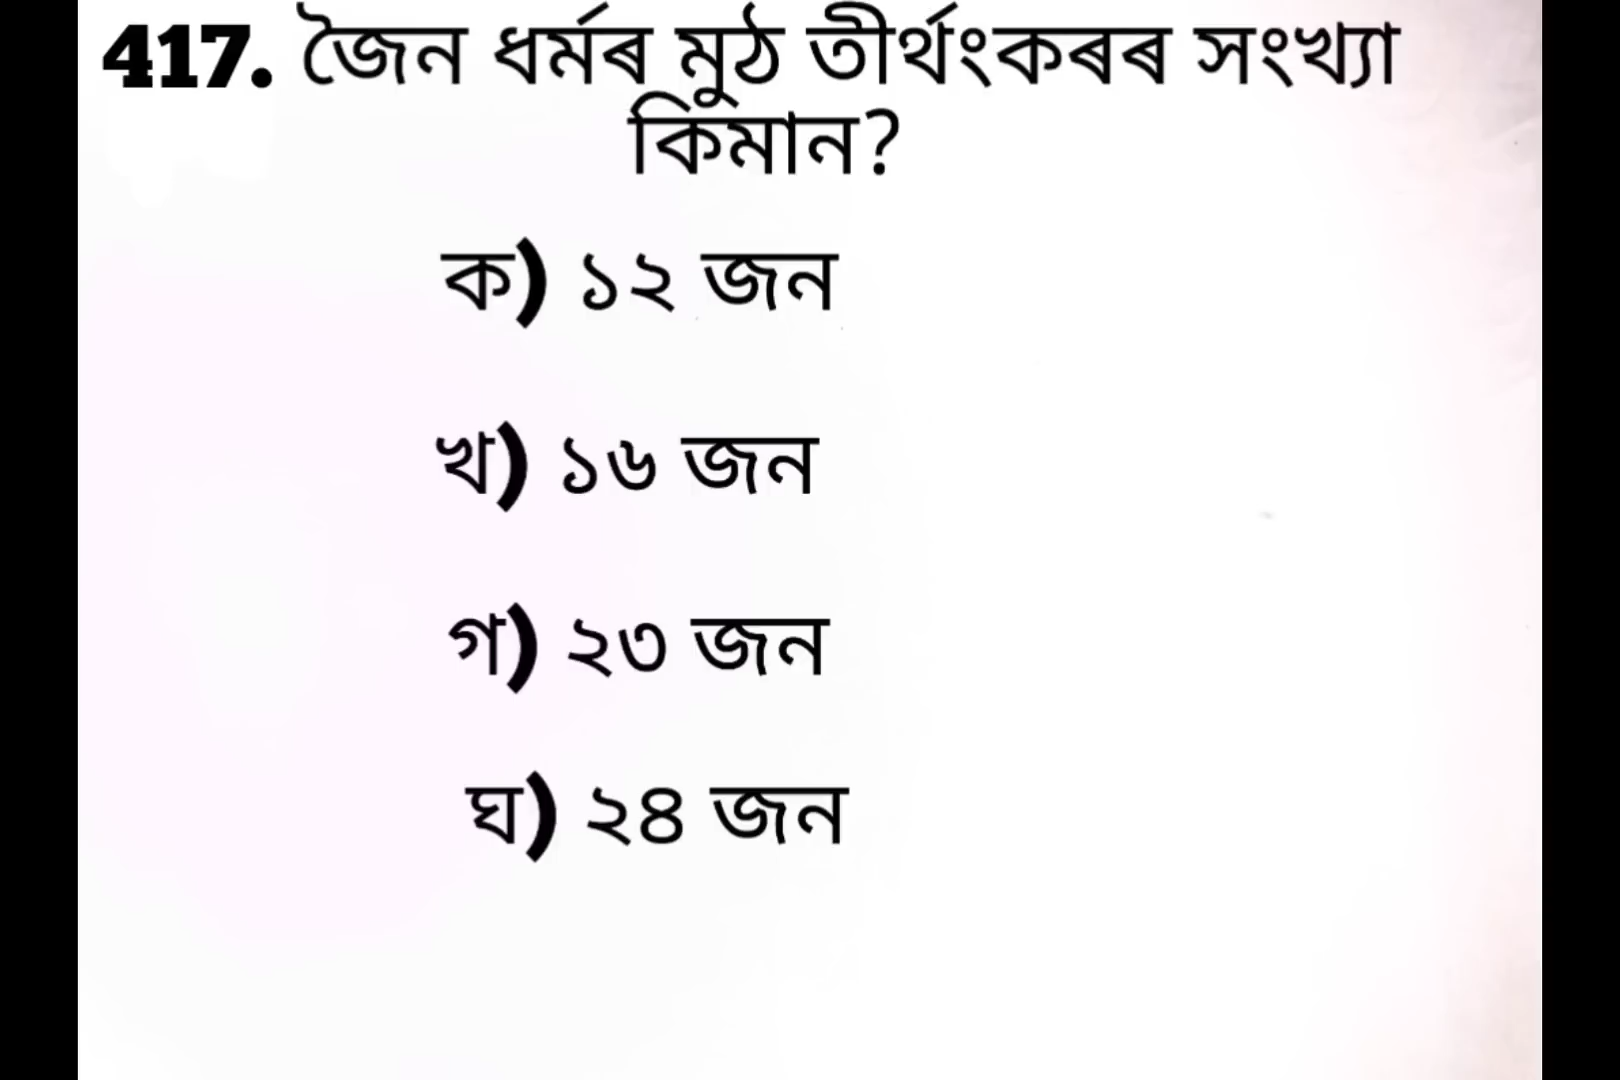 417. জৈন ধৰ্মৰ মুঠ তীৰ্থংকৰৰ সংখ্যা
কিমান?
ক) ১২ জন
খ) ১৬ জন
গ) ২৩ জন
ঘ) ২৪ জন